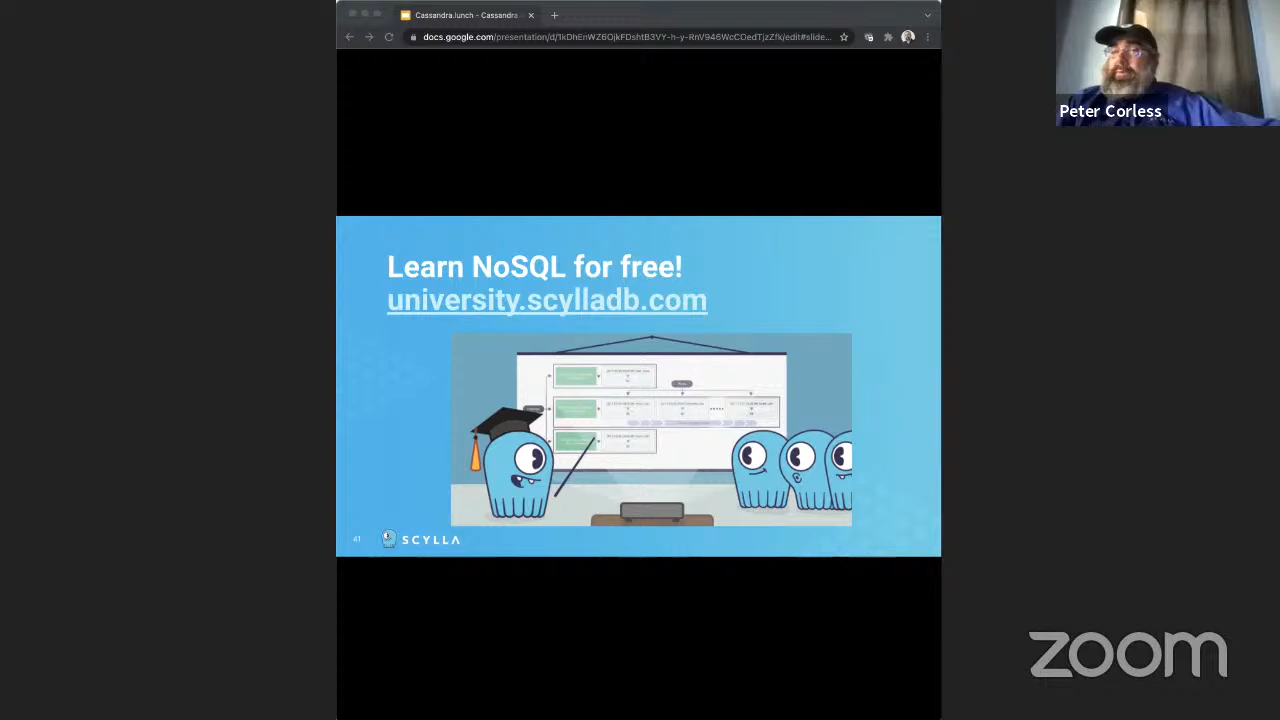 Cassandra.lunch - Cassandra
docs.google.com/presentation/d/1kDhEnWZ6OjkFDshtB3VY-h-y-RnV946WcCOedTjzZfk/edit#slide...
Peter Corless
Learn NoSQL for free!
university.scylladb.com
41
SCYLLA
zoom